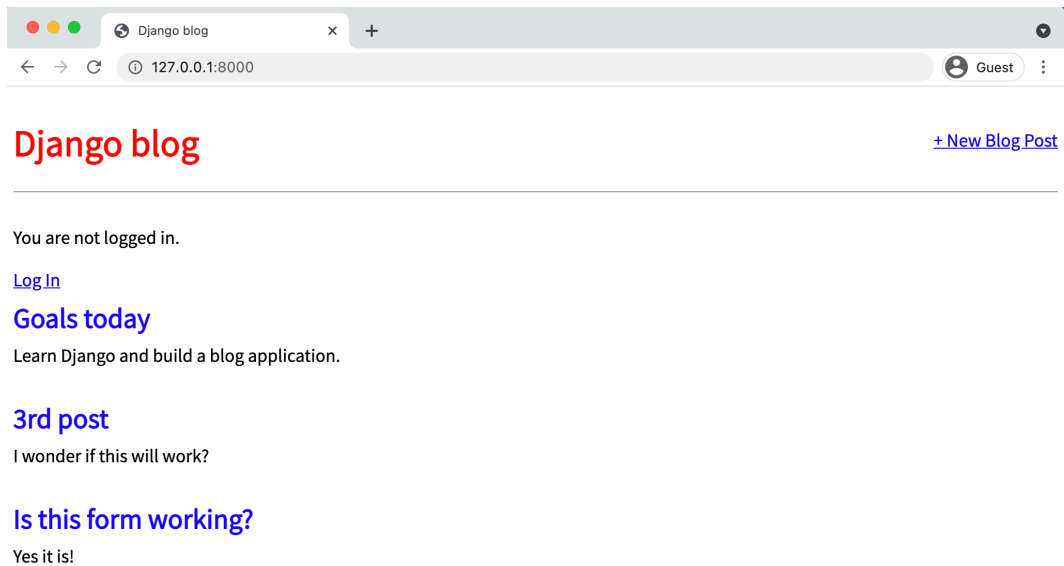 Django blog
127.0.0.1:8000
Guest
Django blog
+ New Blog Post
You are not logged in.
Log In
Goals today
Learn Django and build a blog application.
3rd post
I wonder if this will work?
Is this form working?
Yes it is!